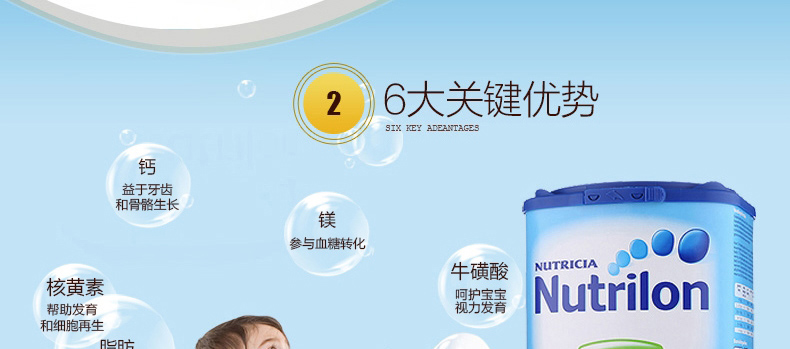 2
6大关键优势
SIX KEY ADEANTAGES
钙
益于牙齿
和骨骼生长
镁
参与血糖转化
牛磺酸
呵护宝宝
视力发育
核黄素
帮助发育
和细胞再生
脂肪
NUTRICIA
Nutrilon